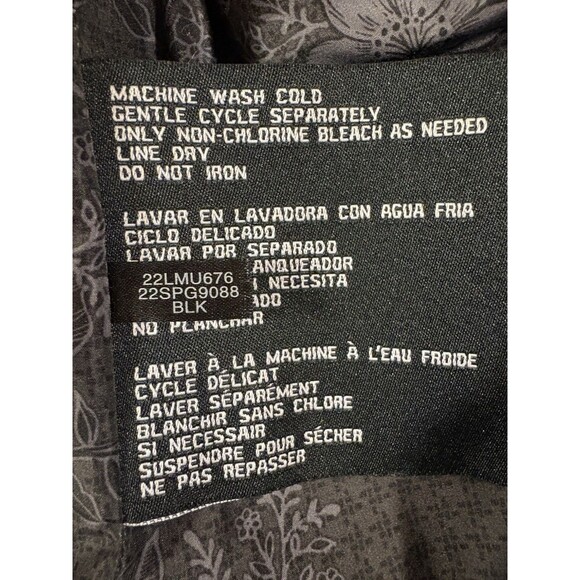 MACHINE WASH COLD
GENTLE CYCLE SEPARATELY
ONLY NON-CHLORINE BLEACH AS NEEDED
LINE DRY
DO NOT IRON
LAVAR EN LAVADORA CON AGUA FRIA
CICLO DELICADO
LAVAR POR SEPARADO
ANQUEADOR
NECESITA
ADO
NO PLANCHAR
22LMU676
22SPG9088
BLK
LAVER À LA MACHINE À L'EAU FROIDE
CYCLE DÉLICAT
LAVER SÉPARÉMENT
BLANCHIR SANS CHLORE
SI NECESSAIR
SUSPENDRE POUR SÉCHER
NE PAS REPASSER